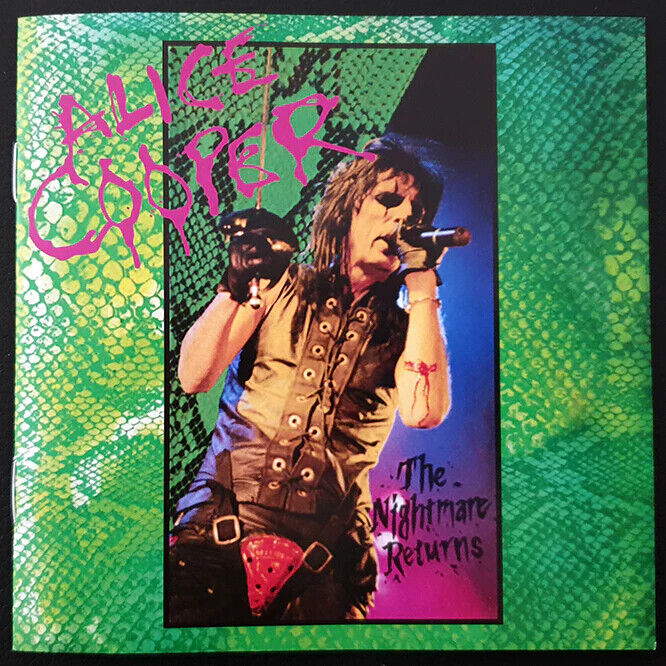 ALICE
COOPER
The
Nightmare
Returns